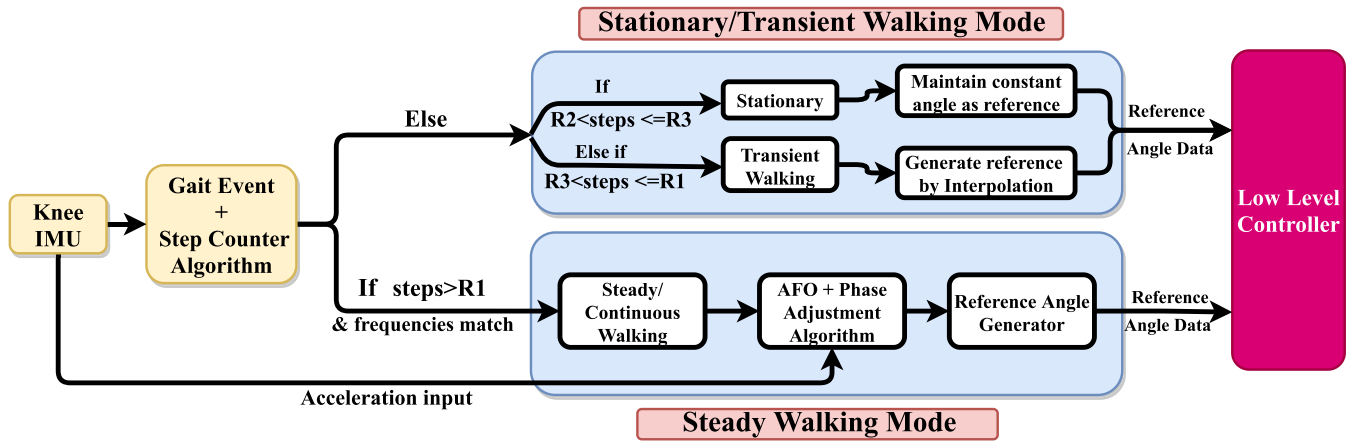 Stationary/Transient Walking Mode
If
R2<steps <=R3
Stationary
Maintain constant
angle as reference
Else
Else if
R3<steps <=R1
Transient
Walking
Generate reference
by Interpolation
Reference
Angle Data
Knee
IMU
Gait Event
+
Step Counter
Algorithm
Low Level
Controller
If steps>R1
& frequencies match
Steady/
Continuous
Walking
AFO + Phase
Adjustment
Algorithm
Reference Angle
Generator
Reference
Angle Data
Acceleration input
Steady Walking Mode